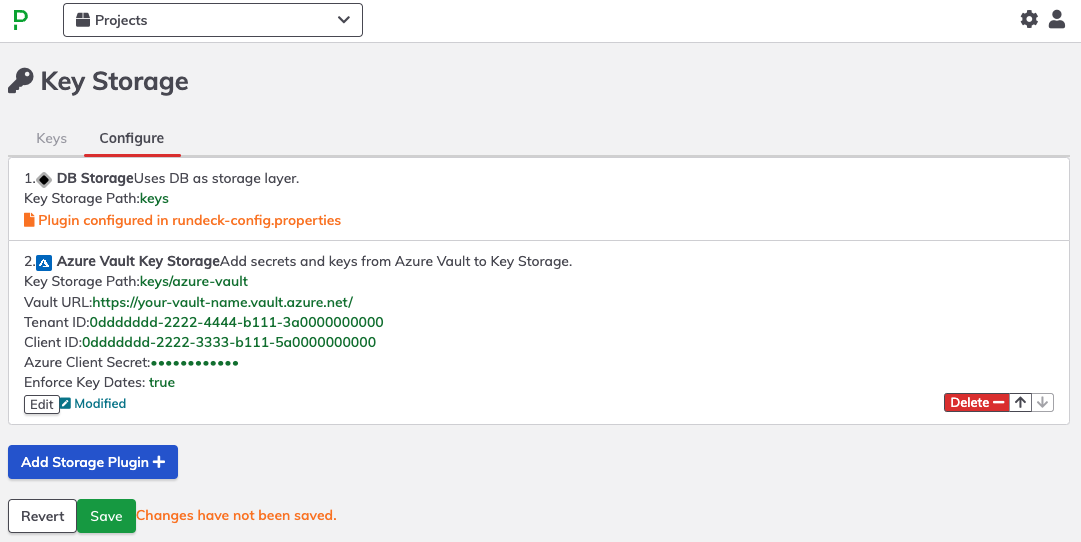 Projects
Key Storage
Keys Configure
1. DB StorageUses DB as storage layer.
Key Storage Path:keys
Plugin configured in rundeck-config.properties
2. Azure Vault Key StorageAdd secrets and keys from Azure Vault to Key Storage.
Key Storage Path:keys/azure-vault
Vault URL:https://your-vault-name.vault.azure.net/
Tenant ID:0ddddddd-2222-4444-b111-3a0000000000
Client ID:0ddddddd-2222-3333-b111-5a0000000000
Azure Client Secret:••••••••••••
Enforce Key Dates: true
Edit Modified Delete
Add Storage Plugin
Revert Save Changes have not been saved.